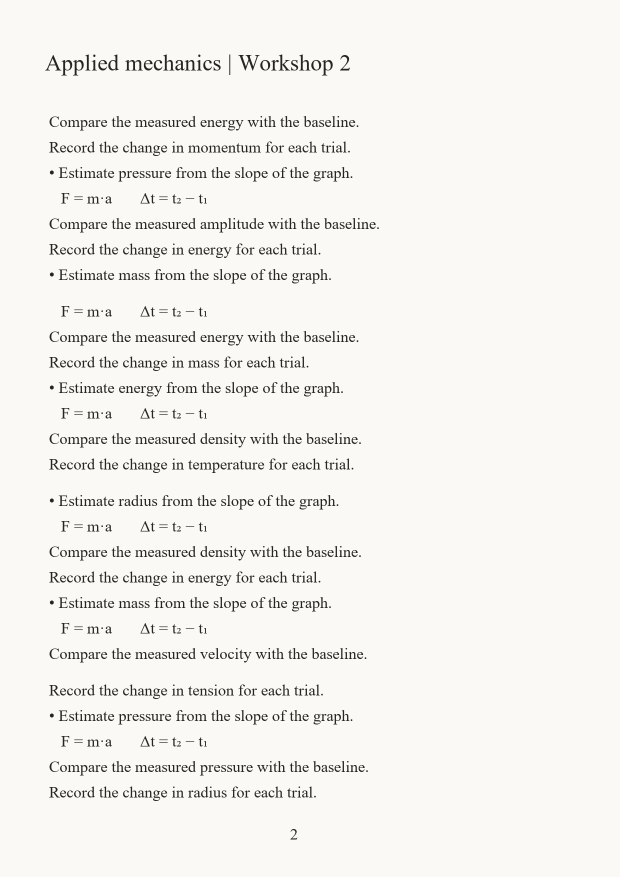 Applied mechanics | Workshop 2
Compare the measured energy with the baseline.
Record the change in momentum for each trial.
• Estimate pressure from the slope of the graph.
F = m·a Δt = t₂ − t₁
Compare the measured amplitude with the baseline.
Record the change in energy for each trial.
• Estimate mass from the slope of the graph.
F = m·a Δt = t₂ − t₁
Compare the measured energy with the baseline.
Record the change in mass for each trial.
• Estimate energy from the slope of the graph.
F = m·a Δt = t₂ − t₁
Compare the measured density with the baseline.
Record the change in temperature for each trial.
• Estimate radius from the slope of the graph.
F = m·a Δt = t₂ − t₁
Compare the measured density with the baseline.
Record the change in energy for each trial.
• Estimate mass from the slope of the graph.
F = m·a Δt = t₂ − t₁
Compare the measured velocity with the baseline.
Record the change in tension for each trial.
• Estimate pressure from the slope of the graph.
F = m·a Δt = t₂ − t₁
Compare the measured pressure with the baseline.
Record the change in radius for each trial.
2